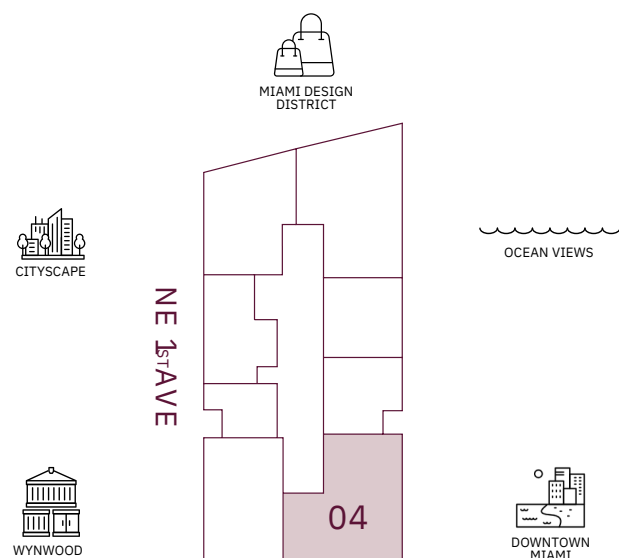 MIAMI DESIGN
DISTRICT
CITYSCAPE
OCEAN VIEWS
NE 1ST AVE
04
WYNWOOD
DOWNTOWN
MIAMI